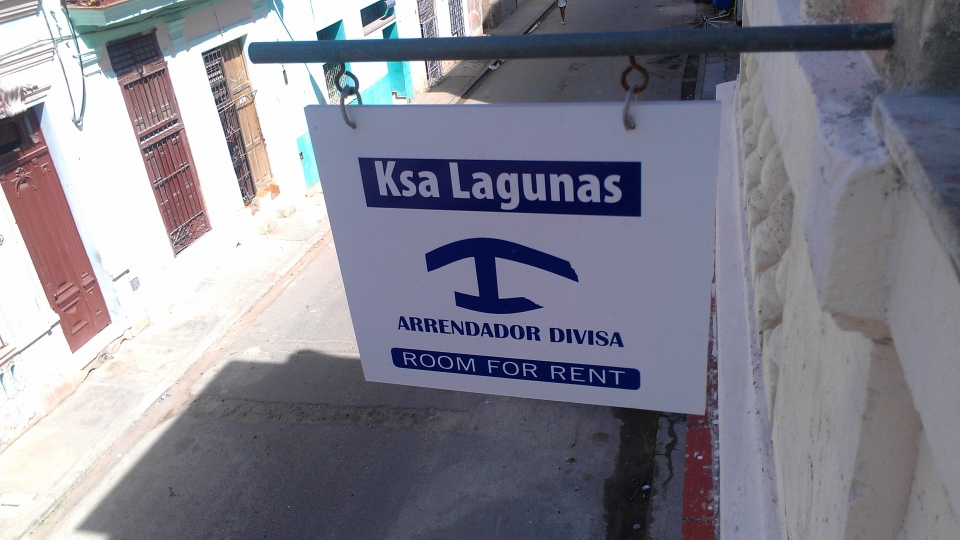 Ksa Lagunas
ARRENDADOR DIVISA
ROOM FOR RENT